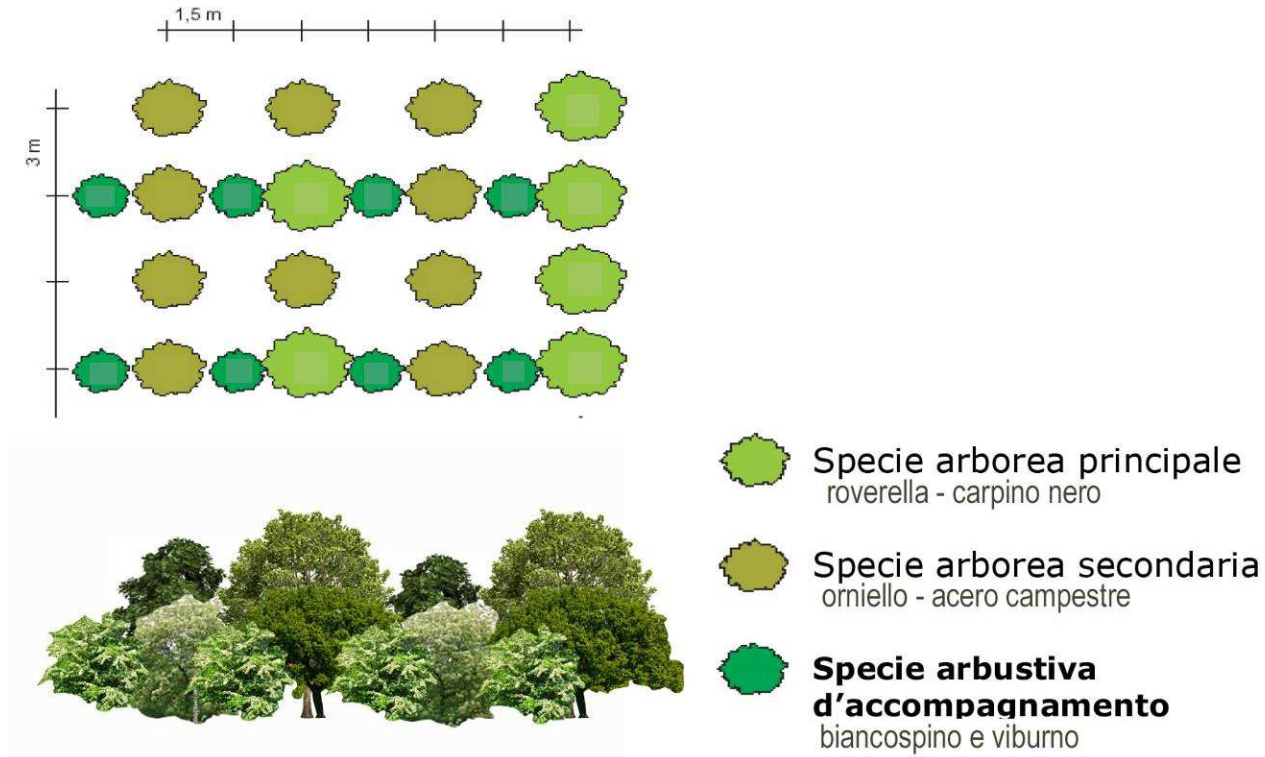 1,5 m
3 m
Specie arborea principale
roverella - carpino nero
Specie arborea secondaria
orniello - acero campestre
Specie arbustiva
d'accompagnamento
biancospino e viburno